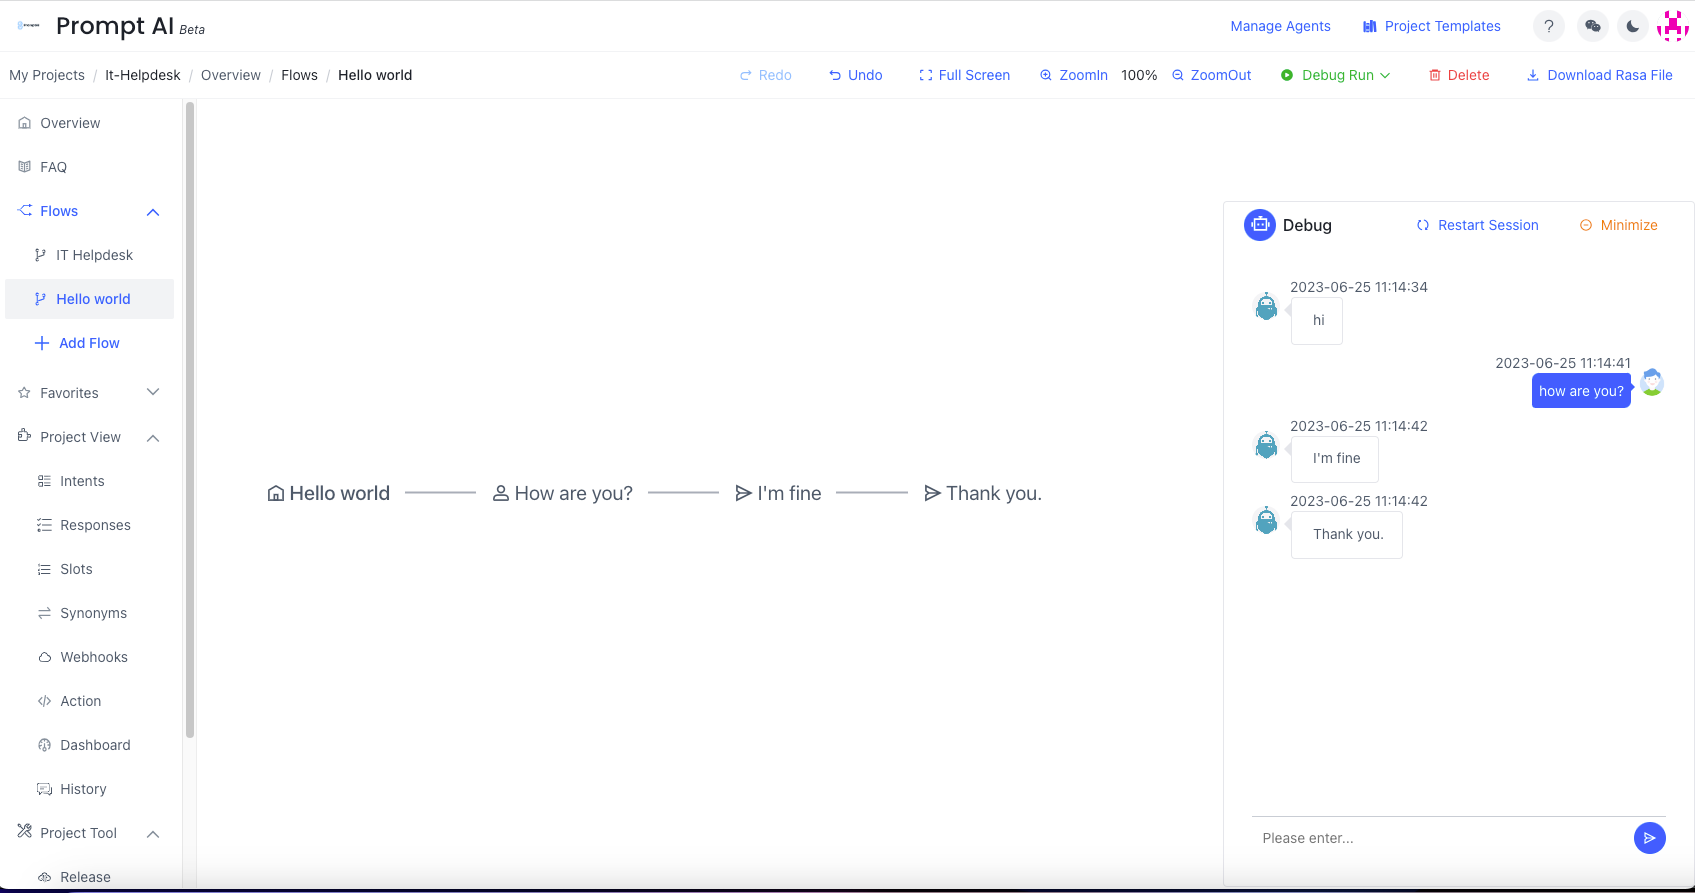 Prompt AI Beta
Manage Agents
Project Templates
?
My Projects / It-Helpdesk / Overview / Flows / Hello world
Redo
Undo
Full Screen
ZoomIn
100%
ZoomOut
Debug Run
Delete
Download Rasa File
Overview
FAQ
Flows
IT Helpdesk
Hello world
Add Flow
Favorites
Project View
Intents
Responses
Slots
Synonyms
Webhooks
Action
Dashboard
History
Project Tool
Release
Hello world
How are you?
I'm fine
Thank you.
Debug
Restart Session
Minimize
2023-06-25 11:14:34
hi
2023-06-25 11:14:41
how are you?
2023-06-25 11:14:42
I'm fine
2023-06-25 11:14:42
Thank you.
Please enter...